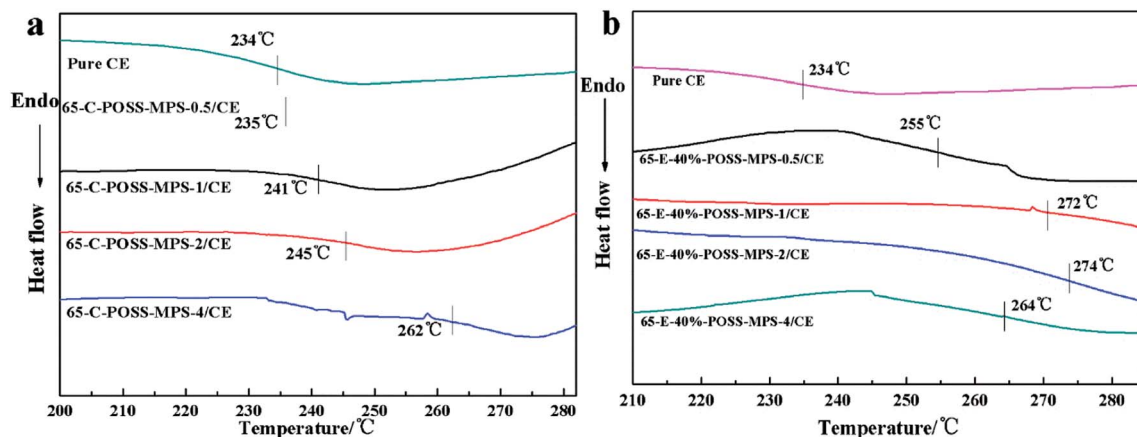 a
234℃
Pure CE
65-C-POSS-MPS-0.5/CE
235℃
65-C-POSS-MPS-1/CE
241℃
65-C-POSS-MPS-2/CE
245℃
65-C-POSS-MPS-4/CE
262℃
Endo
Heat flow
200 210 220 230 240 250 260 270 280
Temperature/℃
b
234℃
Pure CE
255℃
65-E-40%-POSS-MPS-0.5/CE
272℃
65-E-40%-POSS-MPS-1/CE
65-E-40%-POSS-MPS-2/CE
274℃
264℃
65-E-40%-POSS-MPS-4/CE
Endo
Heat flow
210 220 230 240 250 260 270 280
Temperature/℃